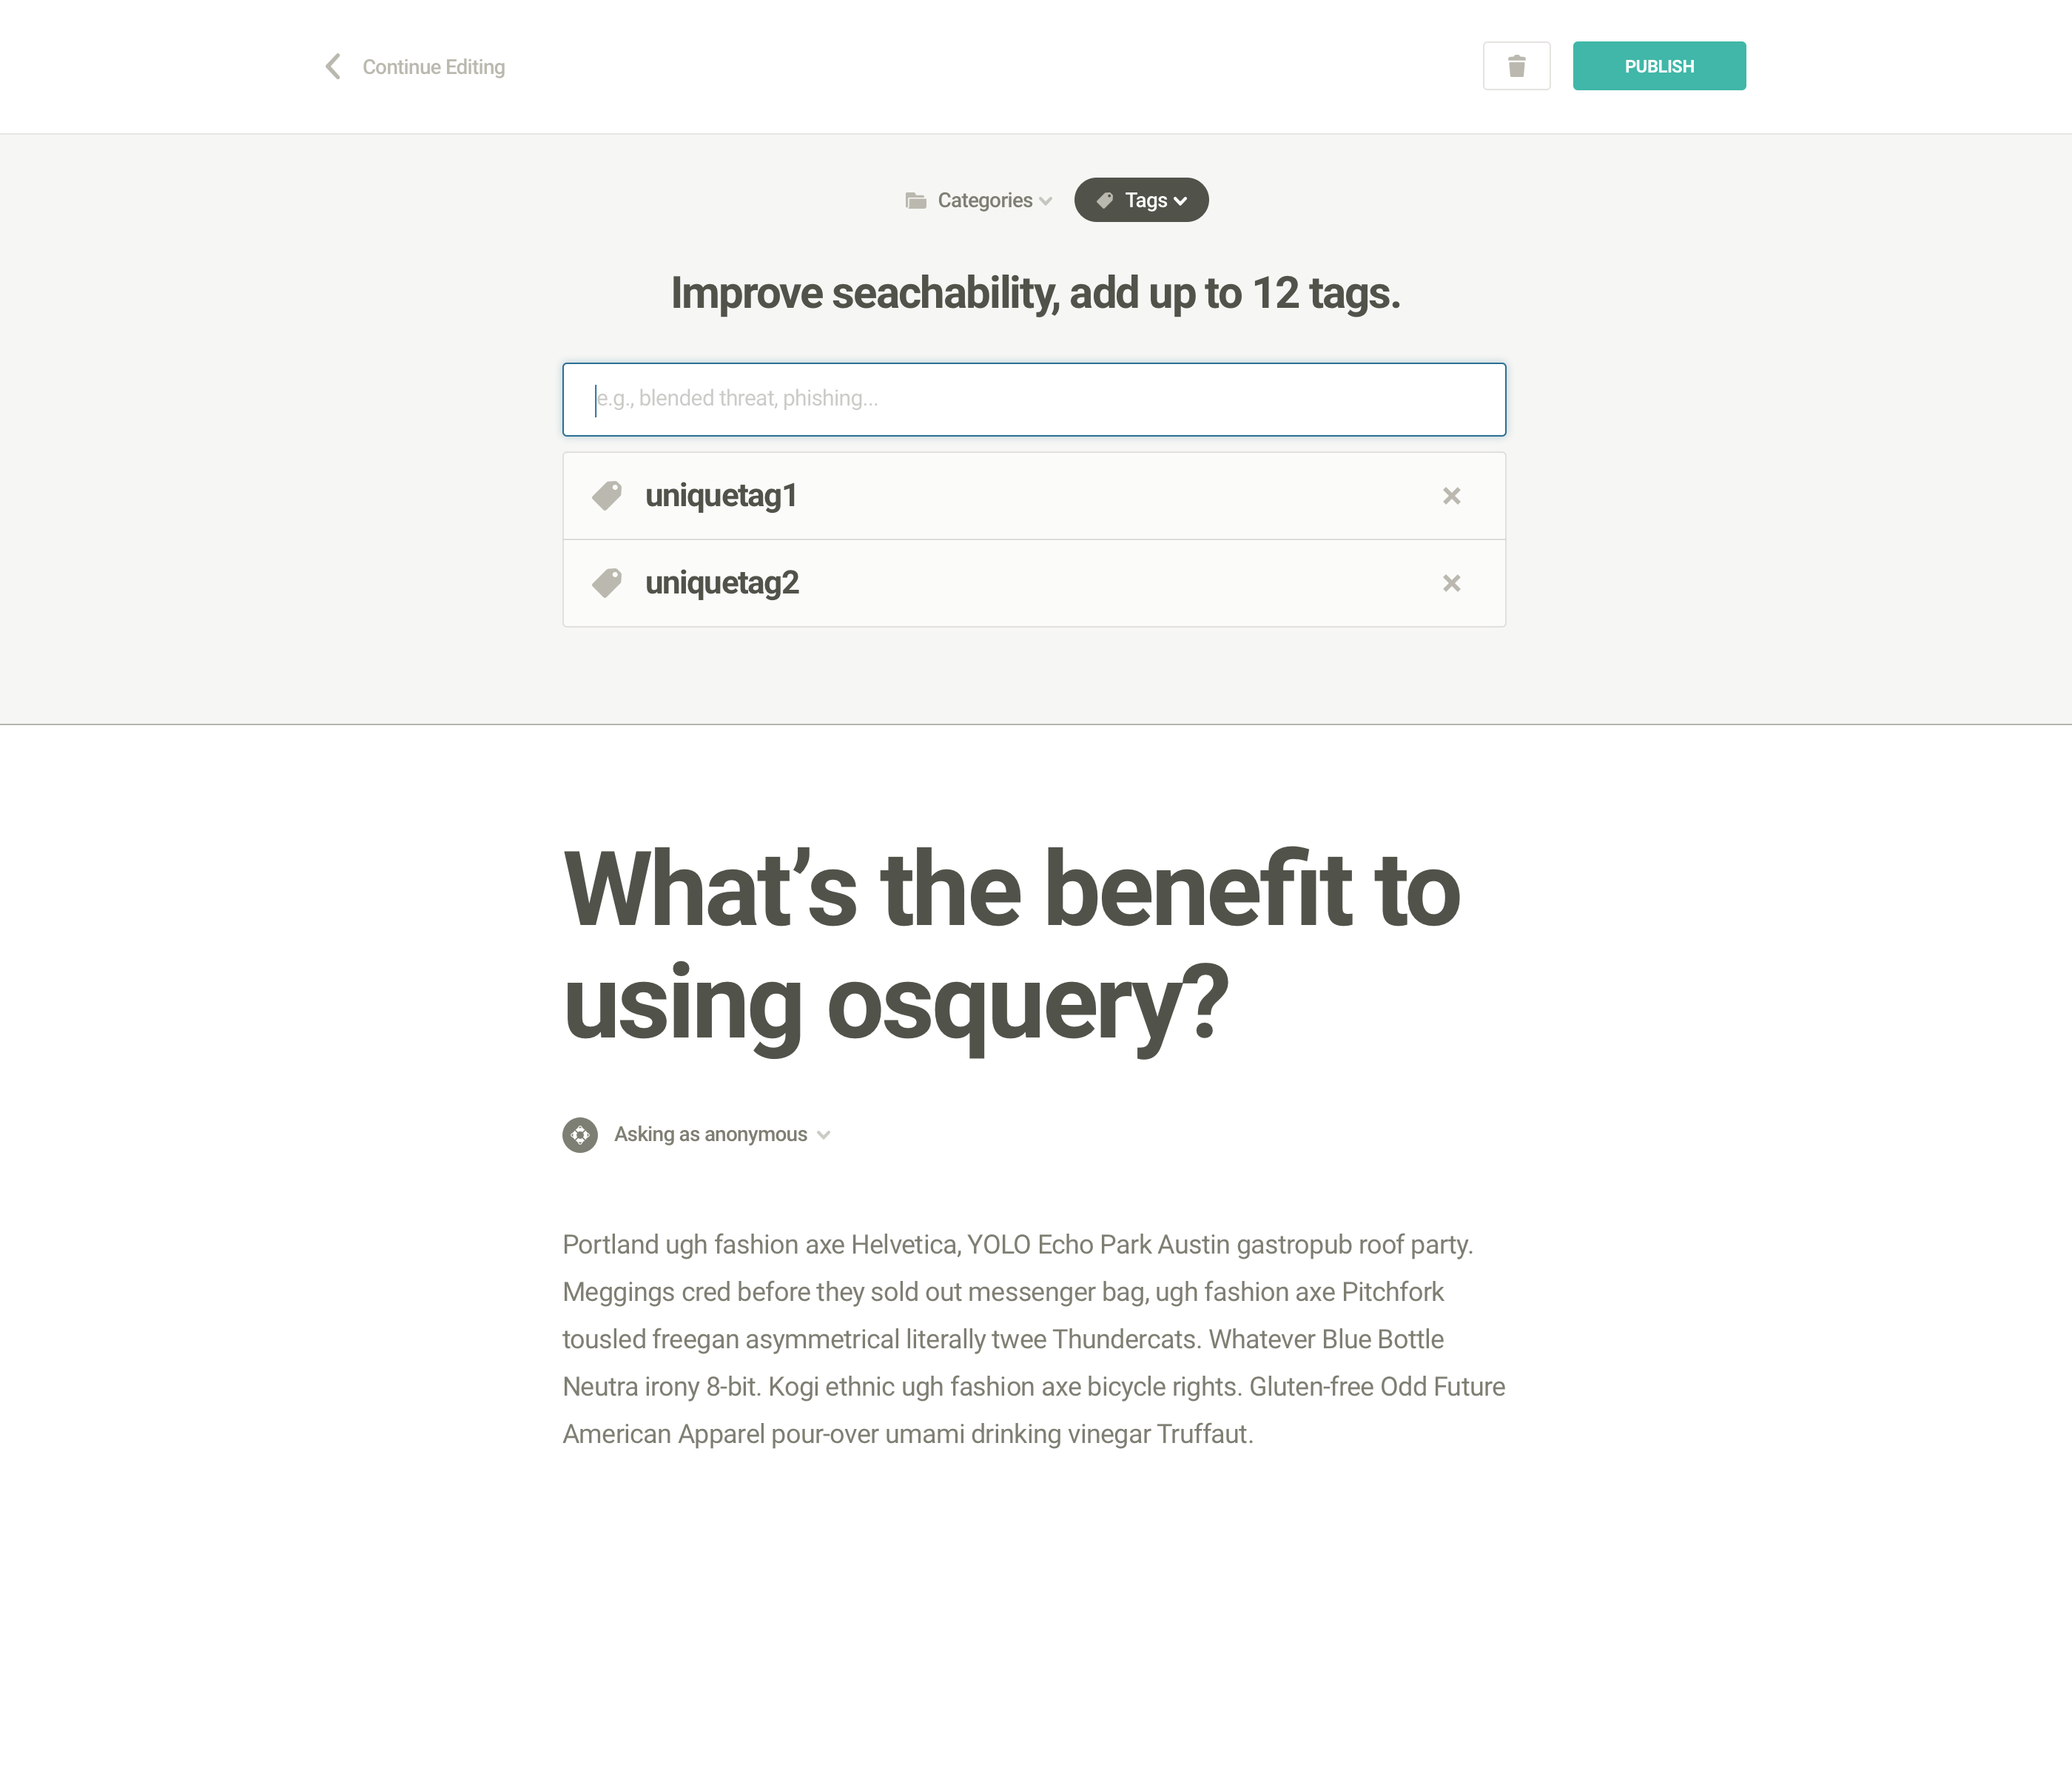 Continue Editing
PUBLISH
Categories
Tags
Improve seachability, add up to 12 tags.
e.g., blended threat, phishing...
uniquetag1
uniquetag2
What’s the benefit to
using osquery?
Asking as anonymous
Portland ugh fashion axe Helvetica, YOLO Echo Park Austin gastropub roof party.
Meggings cred before they sold out messenger bag, ugh fashion axe Pitchfork
tousled freegan asymmetrical literally twee Thundercats. Whatever Blue Bottle
Neutra irony 8-bit. Kogi ethnic ugh fashion axe bicycle rights. Gluten-free Odd Future
American Apparel pour-over umami drinking vinegar Truffaut.